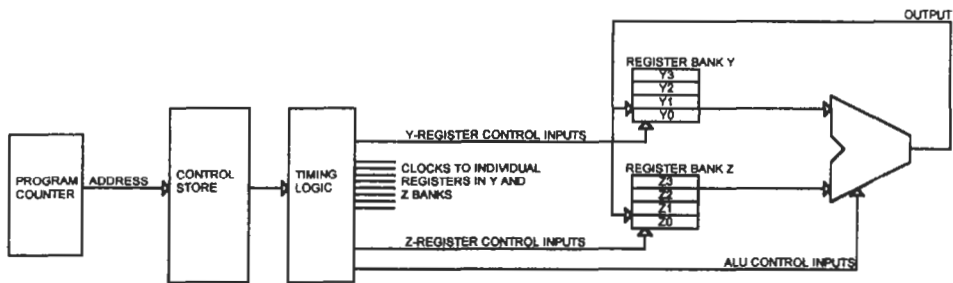 OUTPUT
REGISTER BANK Y
Y3
Y2
Y1
Y0
Y-REGISTER CONTROL INPUTS
PROGRAM
COUNTER
ADDRESS
CONTROL
STORE
TIMING
LOGIC
CLOCKS TO INDIVIDUAL
REGISTERS IN Y AND
Z BANKS
REGISTER BANK Z
Z3
Z2
Z1
Z0
Z-REGISTER CONTROL INPUTS
ALU CONTROL INPUTS